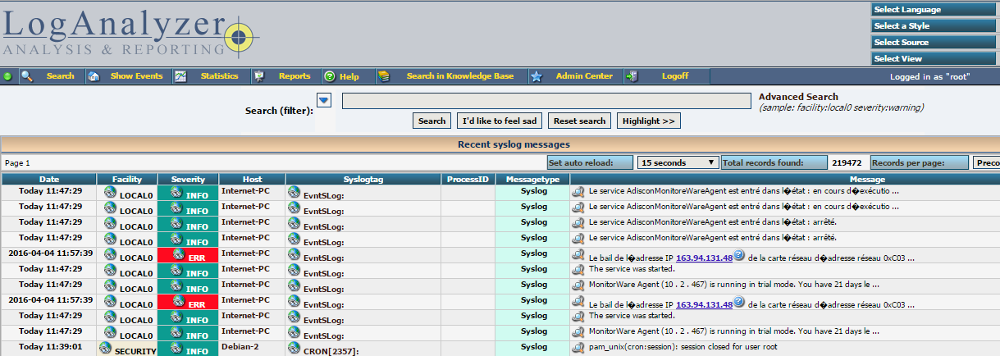 LogAnalyzer
ANALYSIS & REPORTING
Select Language
Select a Style
Select Source
Select View
Search Show Events Statistics Reports Help Search in Knowledge Base Admin Center Logoff Logged in as "root"
Search (filter): Advanced Search
(sample: facility:local0 severity:warning)
Search I'd like to feel sad Reset search Highlight >>
Recent syslog messages
Page 1 Set auto reload: 15 seconds Total records found: 219472 Records per page: Preco
Date Facility Severity Host Syslogtag ProcessID Messagetype Message
Today 11:47:29 LOCAL0 INFO Internet-PC EvntSLog: Syslog Le service AdisconMonitoreWareAgent est entré dans l�état : en cours d�exécutio ...
Today 11:47:29 LOCAL0 INFO Internet-PC EvntSLog: Syslog Le service AdisconMonitoreWareAgent est entré dans l�état : en cours d�exécutio ...
Today 11:47:29 LOCAL0 INFO Internet-PC EvntSLog: Syslog Le service AdisconMonitoreWareAgent est entré dans l�état : arrêté.
Today 11:47:29 LOCAL0 INFO Internet-PC EvntSLog: Syslog Le service AdisconMonitoreWareAgent est entré dans l�état : arrêté.
2016-04-04 11:57:39 LOCAL0 ERR Internet-PC EvntSLog: Syslog Le bail de l�adresse IP 163.94.131.48 de la carte réseau d�adresse réseau 0xC03 ...
Today 11:47:29 LOCAL0 INFO Internet-PC EvntSLog: Syslog The service was started.
Today 11:47:29 LOCAL0 INFO Internet-PC EvntSLog: Syslog MonitorWare Agent (10 . 2 . 467) is running in trial mode. You have 21 days le ...
2016-04-04 11:57:39 LOCAL0 ERR Internet-PC EvntSLog: Syslog Le bail de l�adresse IP 163.94.131.48 de la carte réseau d�adresse réseau 0xC03 ...
Today 11:47:29 LOCAL0 INFO Internet-PC EvntSLog: Syslog The service was started.
Today 11:47:29 LOCAL0 INFO Internet-PC EvntSLog: Syslog MonitorWare Agent (10 . 2 . 467) is running in trial mode. You have 21 days le ...
Today 11:39:01 SECURITY INFO Debian-2 CRON[2357]: Syslog pam_unix(cron:session): session closed for user root